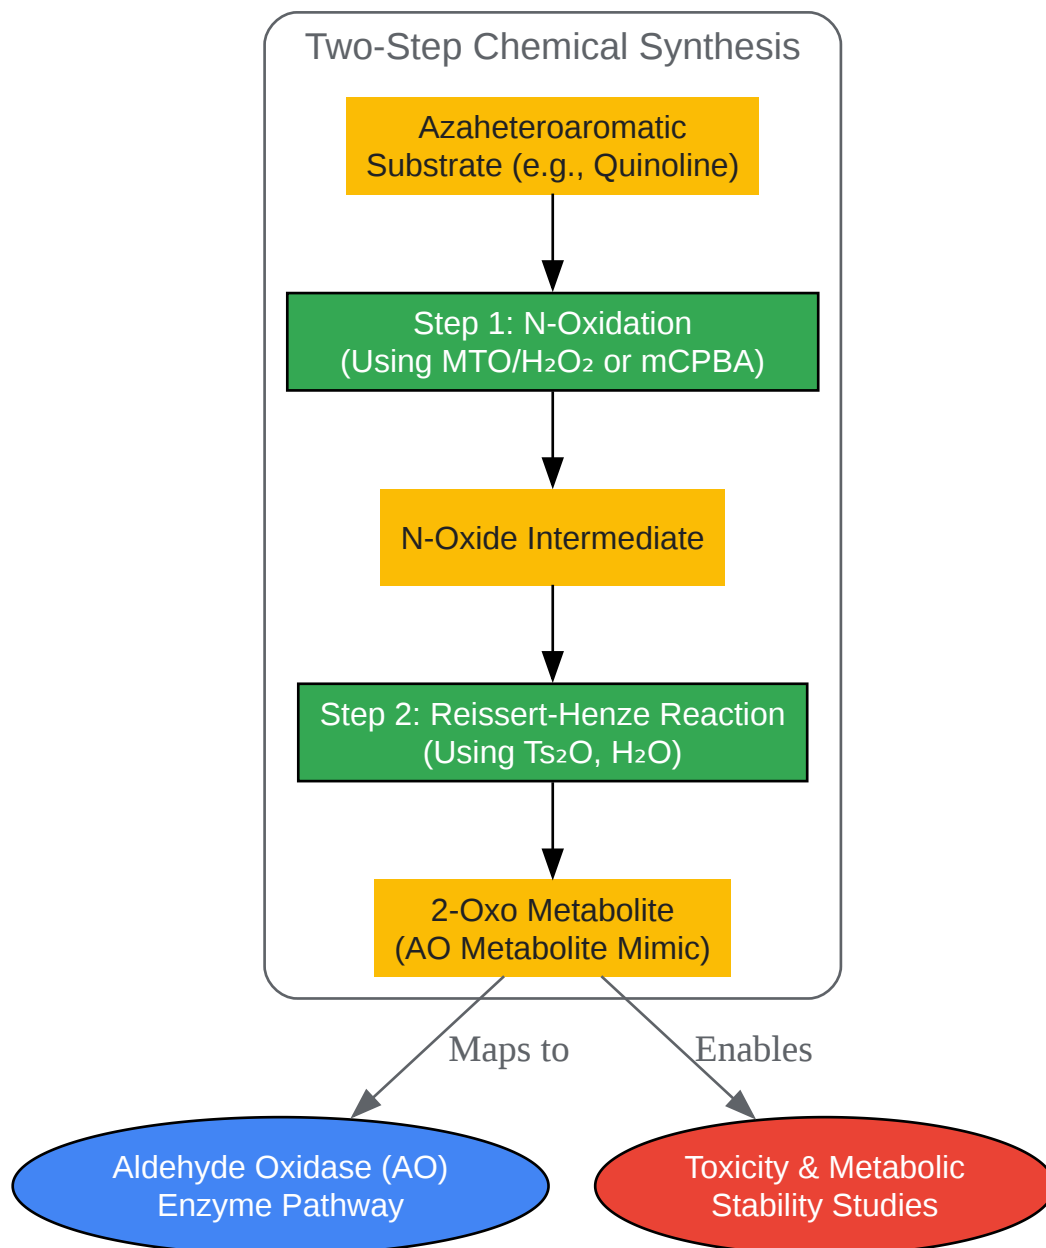 Two-Step Chemical Synthesis
Azaheteroaromatic
Substrate (e.g., Quinoline)
Step 1: N-Oxidation
(Using MTO/H₂O₂ or mCPBA)
N-Oxide Intermediate
Step 2: Reissert-Henze Reaction
(Using Ts₂O, H₂O)
2-Oxo Metabolite
(AO Metabolite Mimic)
Maps to
Enables
Aldehyde Oxidase (AO)
Enzyme Pathway
Toxicity & Metabolic
Stability Studies